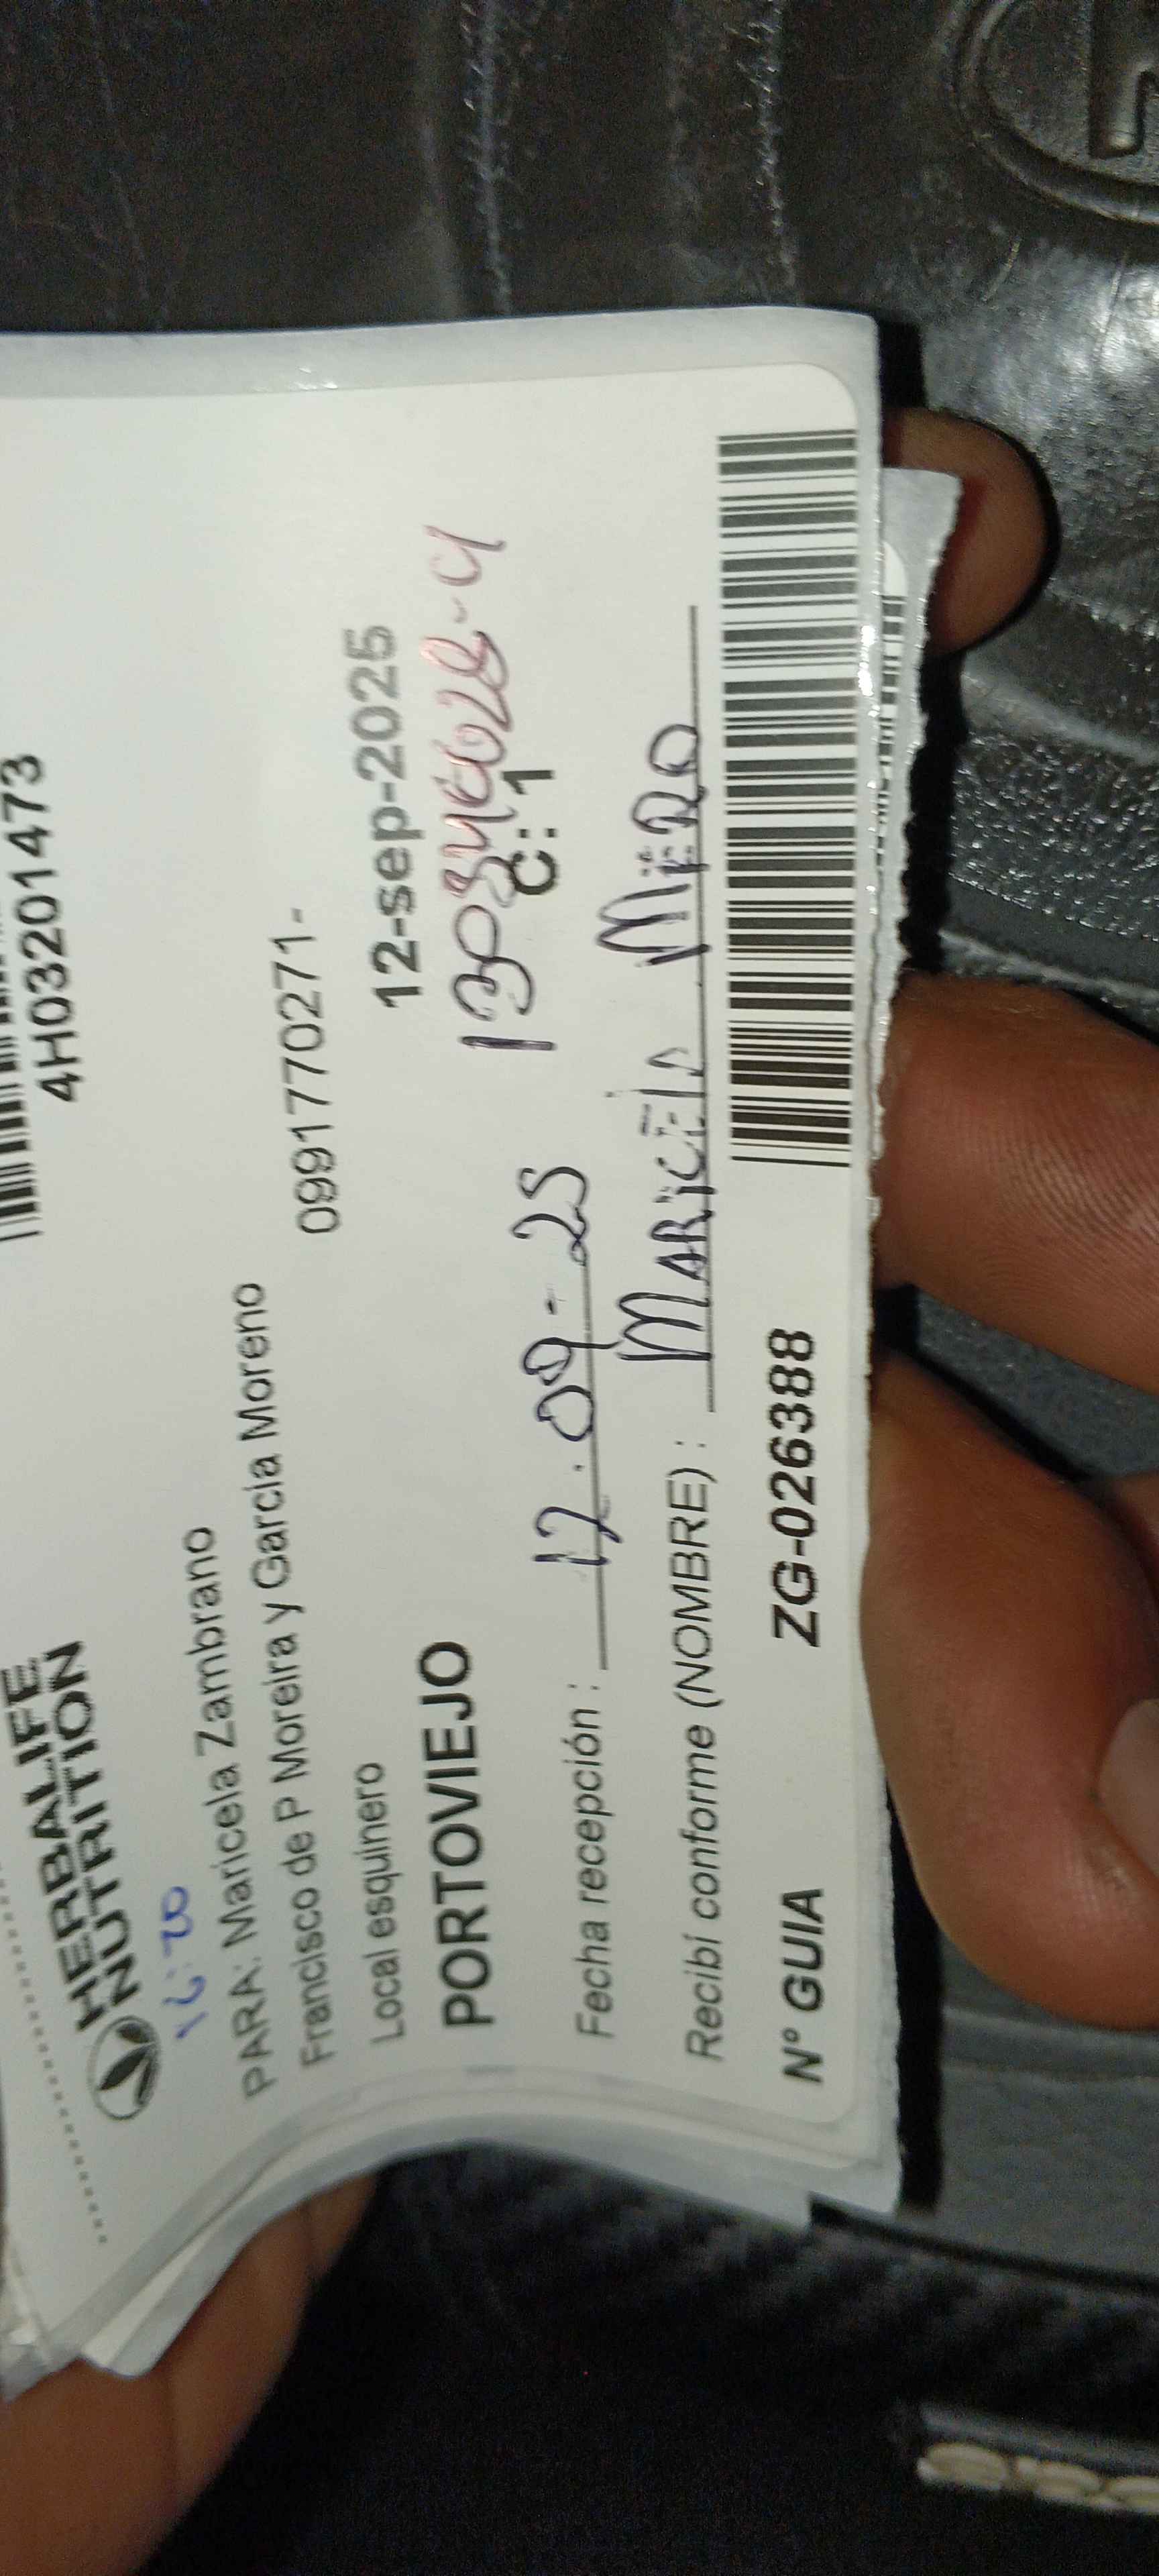 4H03201473
HERBALIFE
NUTRITION
PARA: Maricela Zambrano
Francisco de P Moreira y Garcia Moreno
0991770271-
Local esquinero
12-sep-2025
PORTOVIEJO
C: 1
Fecha recepción : 12.09-25
Recibí conforme (NOMBRE) : MARICELA MERO
Nº GUIA ZG-026388